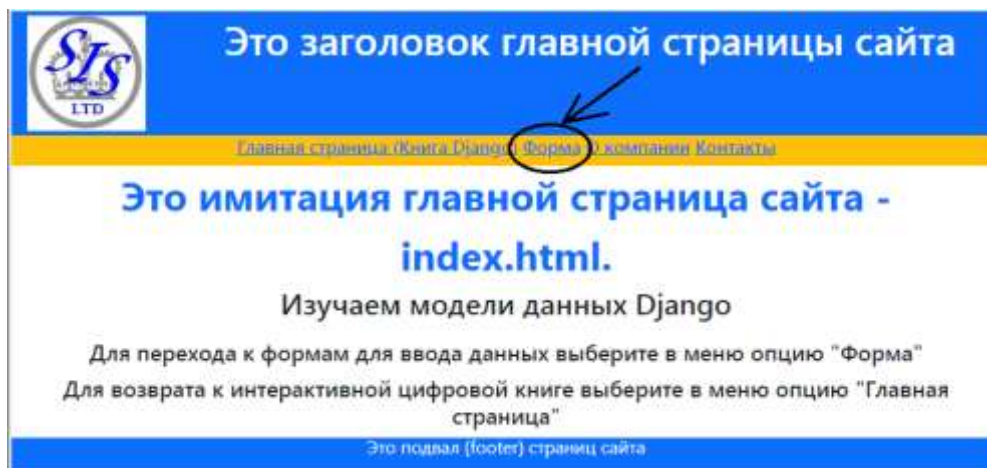 SLS
LTD
Это заголовок главной страницы сайта
Главная страница (Книга Django) Форма О компании Контакты
Это имитация главной страница сайта -
index.html.
Изучаем модели данных Django
Для перехода к формам для ввода данных выберите в меню опцию "Форма"
Для возврата к интерактивной цифровой книге выберите в меню опцию "Главная
страница"
Это подвал (footer) страниц сайта